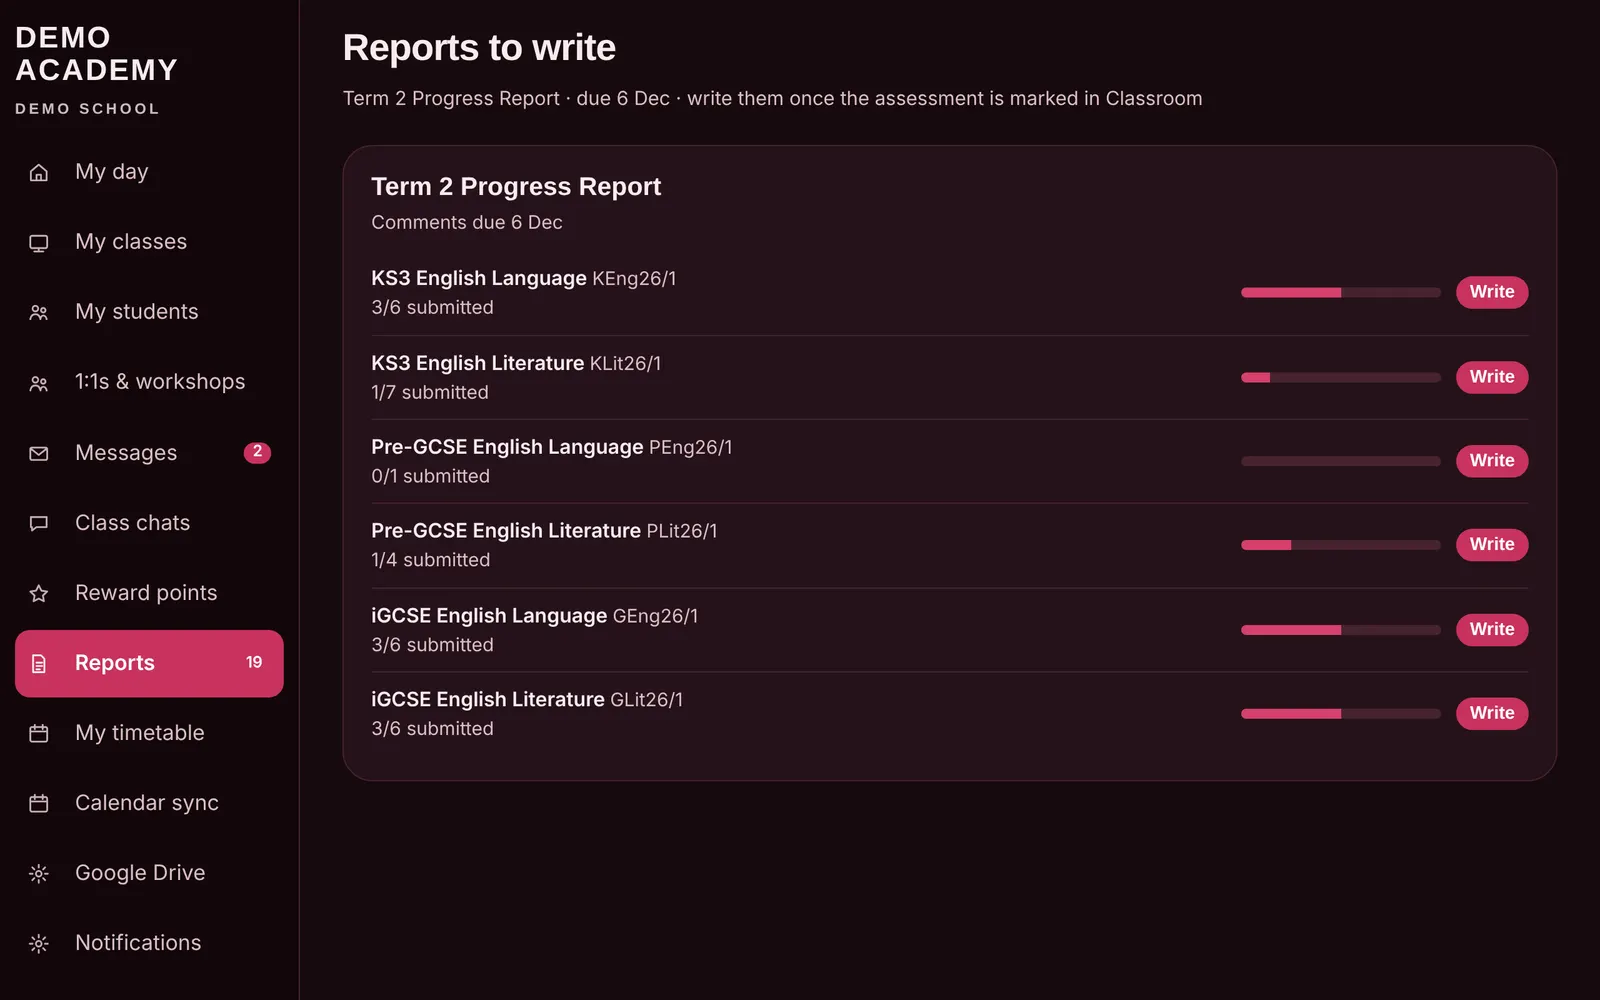 DEMO
ACADEMY
DEMO SCHOOL
My day
My classes
My students
1:1s & workshops
Messages 2
Class chats
Reward points
Reports 19
My timetable
Calendar sync
Google Drive
Notifications
Reports to write
Term 2 Progress Report · due 6 Dec · write them once the assessment is marked in Classroom
Term 2 Progress Report
Comments due 6 Dec
KS3 English Language KEng26/1
3/6 submitted
Write
KS3 English Literature KLit26/1
1/7 submitted
Write
Pre-GCSE English Language PEng26/1
0/1 submitted
Write
Pre-GCSE English Literature PLit26/1
1/4 submitted
Write
iGCSE English Language GEng26/1
3/6 submitted
Write
iGCSE English Literature GLit26/1
3/6 submitted
Write